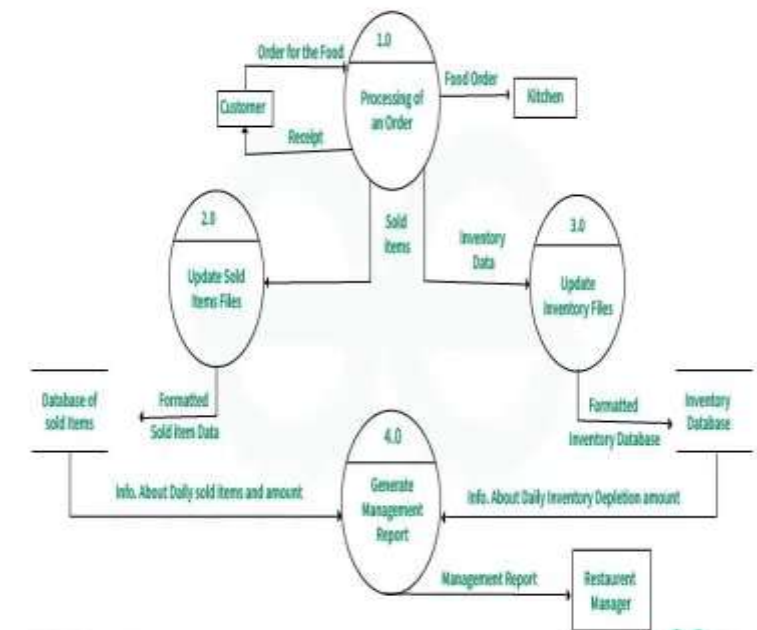 1.0
Order for the Food
Processing of
an Order
Food Order
Kitchen
Customer
Receipt
2.0
Sold
items
Inventory
Data
3.0
Update Sold
Items Files
Update
Inventory Files
Database of
sold Items
Formatted
Sold Item Data
Formatted
Inventory Database
Inventory
Database
4.0
Generate
Management
Report
Info. About Daily sold items and amount
Info. About Daily Inventory Depletion amount
Management Report
Restaurent
Manager